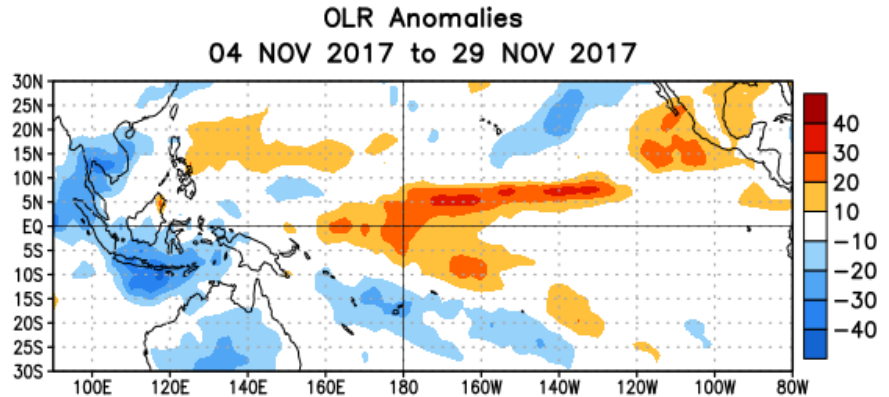 OLR Anomalies
04 NOV 2017 to 29 NOV 2017
30N
25N
20N
15N
10N
5N
EQ
5S
10S
15S
20S
25S
30S
100E 120E 140E 160E 180 160W 140W 120W 100W 80W
40
30
20
10
-10
-20
-30
-40